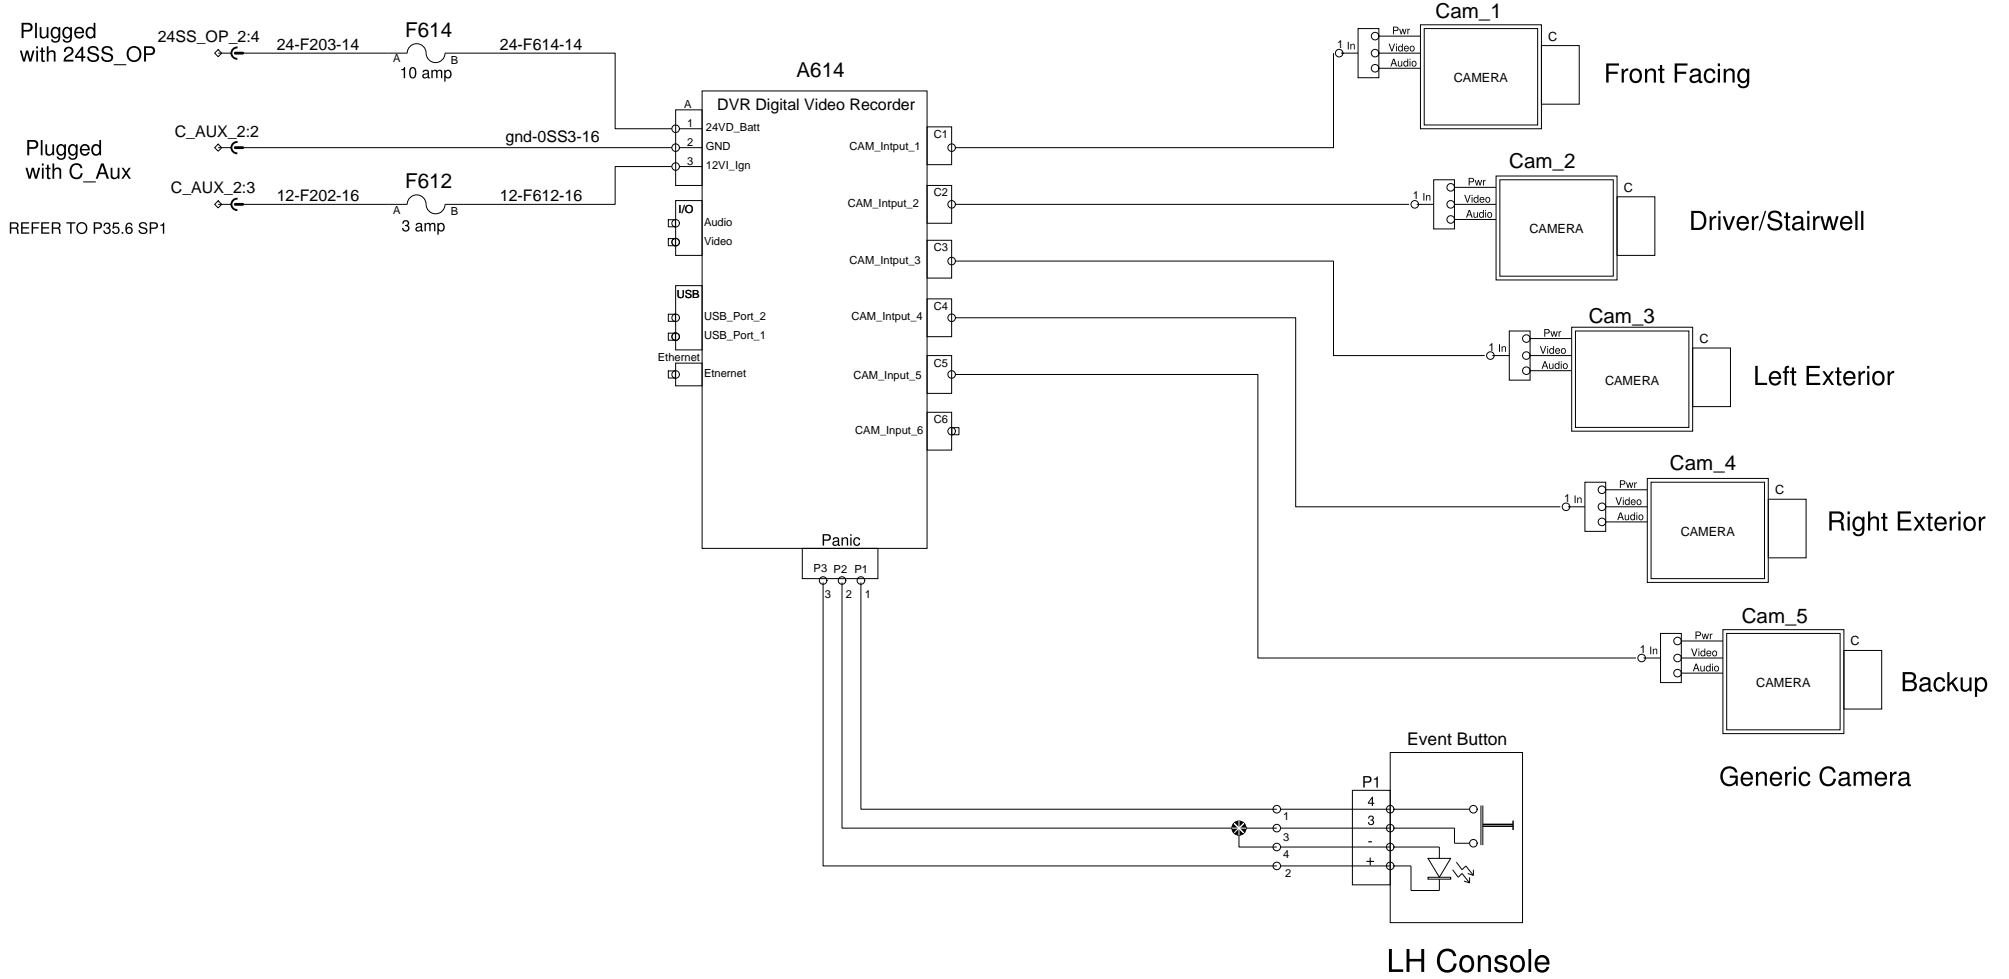 Plugged
with 24SS_OP
24SS_OP_2:4
24-F203-14
F614
A
B
10 amp
24-F614-14
Plugged
with C_Aux
C_AUX_2:2
gnd-0SS3-16
C_AUX_2:3
12-F202-16
F612
A
B
3 amp
12-F612-16
REFER TO P35.6 SP1
A614
DVR Digital Video Recorder
A
1
24VD_Batt
2
GND
3
12VI_Ign
I/O
Audio
Video
USB
USB_Port_2
USB_Port_1
Ethernet
Etnernet
CAM_Intput_1
C1
CAM_Intput_2
C2
CAM_Intput_3
C3
CAM_Intput_4
C4
CAM_Input_5
C5
CAM_Input_6
C6
Panic
P3 P2 P1
3 2 1
Cam_1
1 In
Pwr
Video
Audio
CAMERA
C
Front Facing
Cam_2
1 In
Pwr
Video
Audio
CAMERA
C
Driver/Stairwell
Cam_3
1 In
Pwr
Video
Audio
CAMERA
C
Left Exterior
Cam_4
1 In
Pwr
Video
Audio
CAMERA
C
Right Exterior
Cam_5
1 In
Pwr
Video
Audio
CAMERA
C
Backup
Generic Camera
Event Button
P1
4
1
3
3
-
4
+
2
LH Console